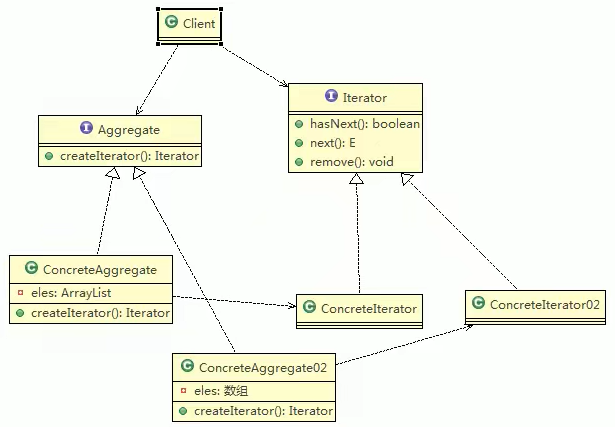 Client
Aggregate
createIterator(): Iterator
Iterator
hasNext(): boolean
next(): E
remove(): void
ConcreteAggregate
eles: ArrayList
createIterator(): Iterator
ConcreteIterator
ConcreteIterator02
ConcreteAggregate02
eles: 数组
createIterator(): Iterator